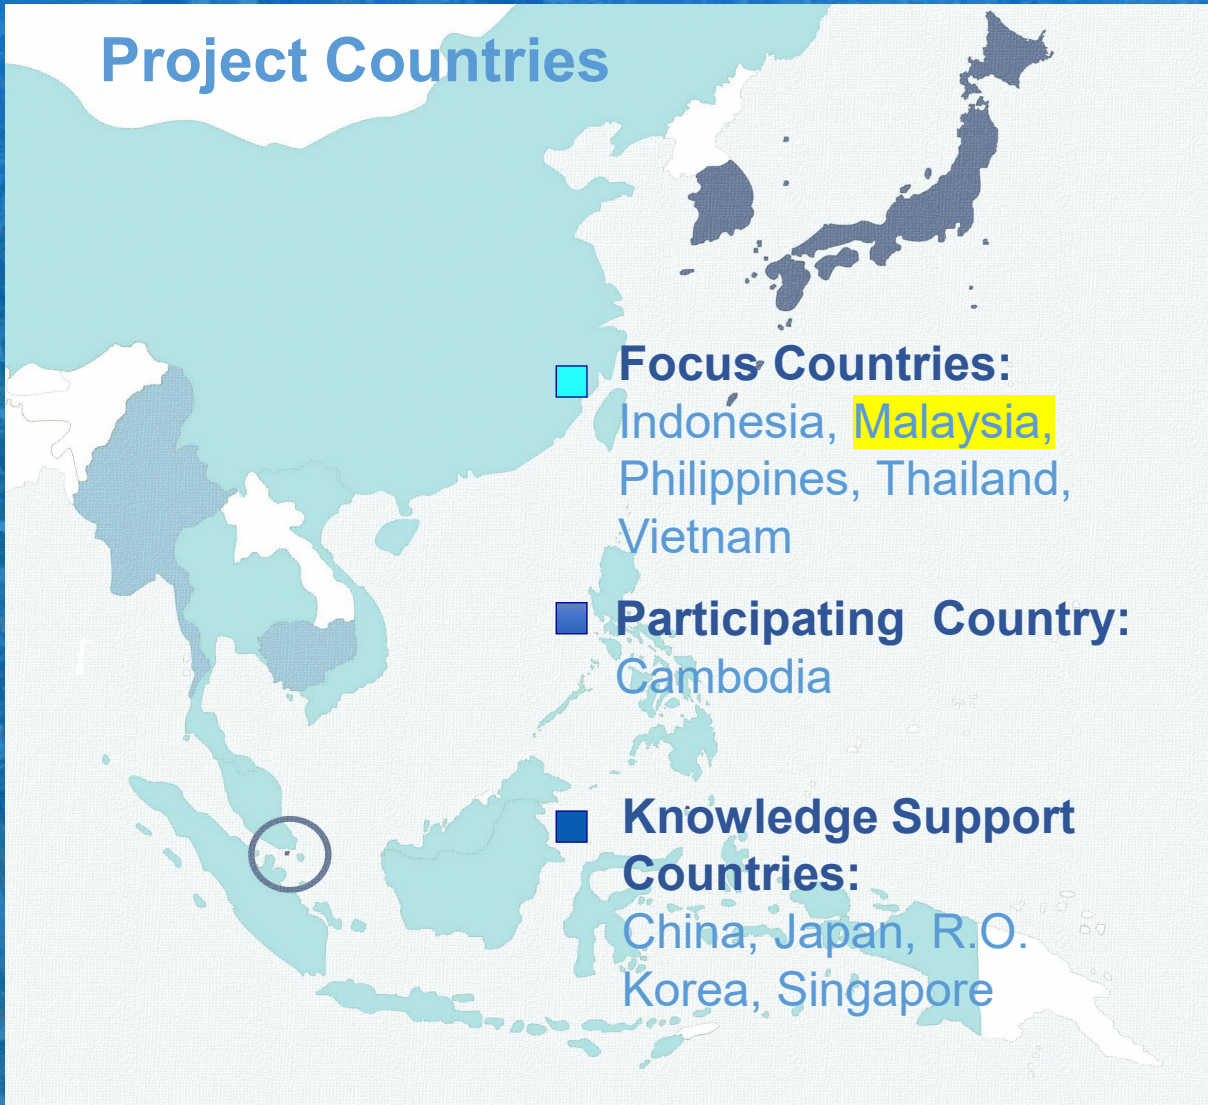 Project Countries
Focus Countries:
Indonesia, Malaysia,
Philippines, Thailand,
Vietnam
Participating Country:
Cambodia
Knowledge Support
Countries:
China, Japan, R.O.
Korea, Singapore